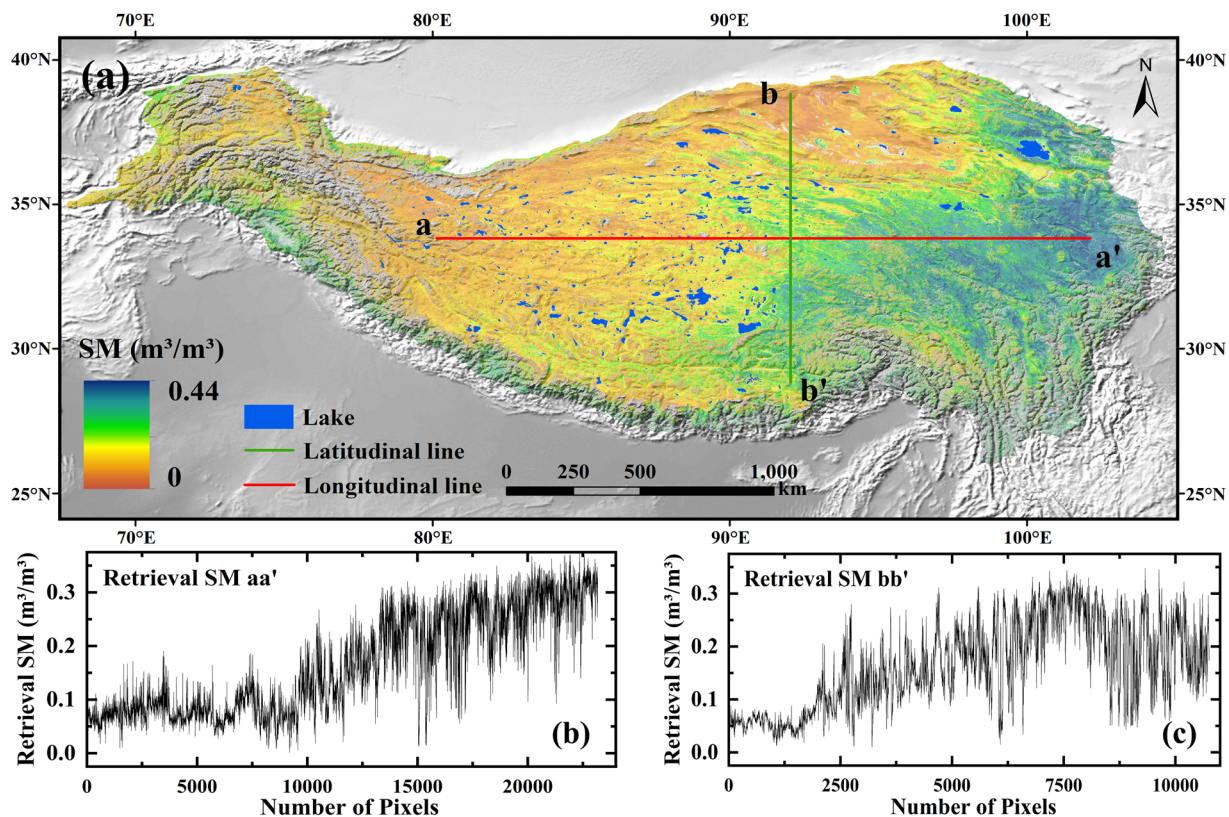 70°E 80°E 90°E 100°E
(a)
N
40°N 40°N
b
35°N 35°N
a
a'
30°N 30°N
b'
SM (m³/m³)
0.44
0
Lake
Latitudinal line
Longitudinal line
0 250 500 1,000
km
25°N 25°N
70°E 80°E 90°E 100°E
Retrieval SM aa'
Retrieval SM (m³/m³)
0.3
0.2
0.1
0.0
(b)
0 5000 10000 15000 20000
Number of Pixels
Retrieval SM bb'
Retrieval SM (m³/m³)
0.3
0.2
0.1
0.0
(c)
0 2500 5000 7500 10000
Number of Pixels